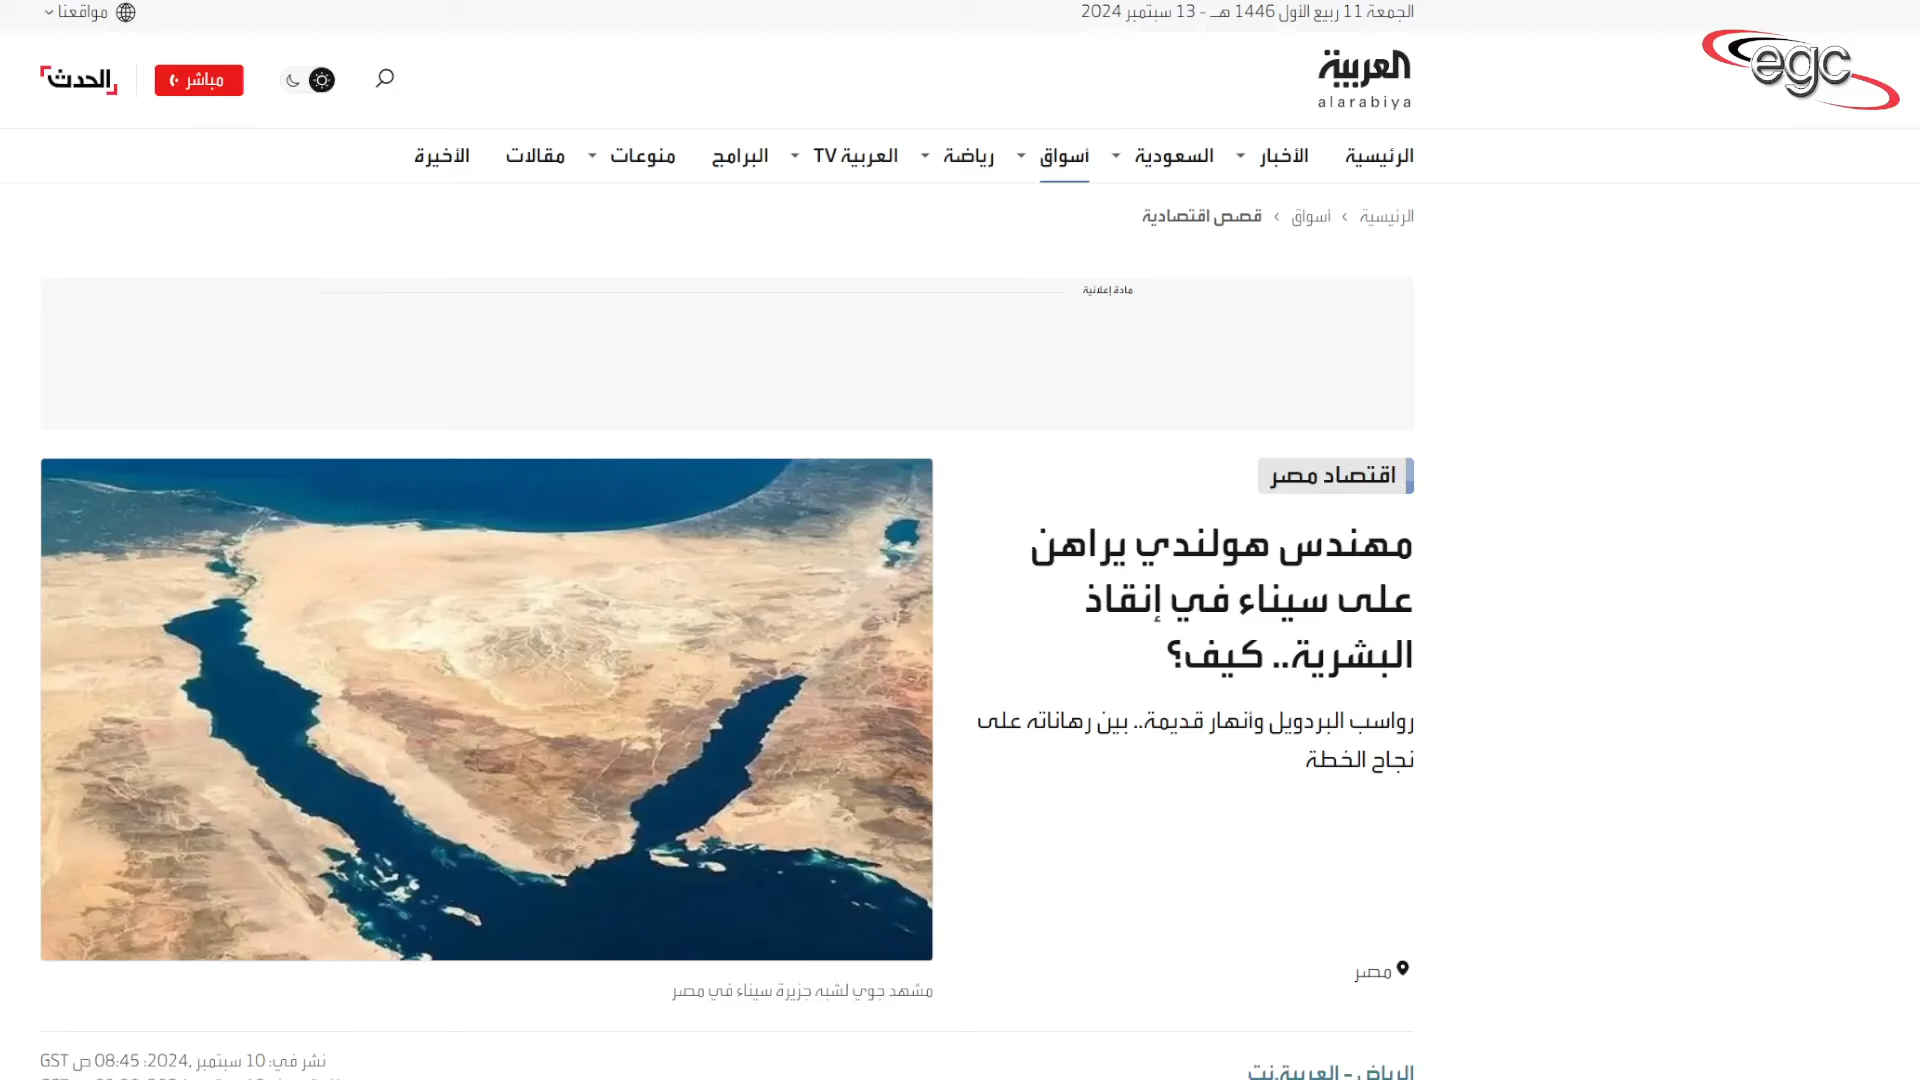 الجمعة 11 ربيع الأول 1446 هـ - 13 سبتمبر 2024
مواقعنا
egc
العربية
alarabiya
مباشر
الحدث
الرئيسية الأخبار السعودية أسواق رياضة العربية TV البرامج منوعات مقالات الأخيرة
الرئيسية › أسواق › قصص اقتصادية
مادة إعلانية
اقتصاد مصر
مهندس هولندي يراهن
على سيناء في إنقاذ
البشرية.. كيف؟
رواسب البردويل وأنهار قديمة.. بين رهاناته على
نجاح الخطة
مصر
مشهد جوي لشبه جزيرة سيناء في مصر
الرياض - العربية.نت
نشر في: 10 سبتمبر ,2024: 08:45 ص GST